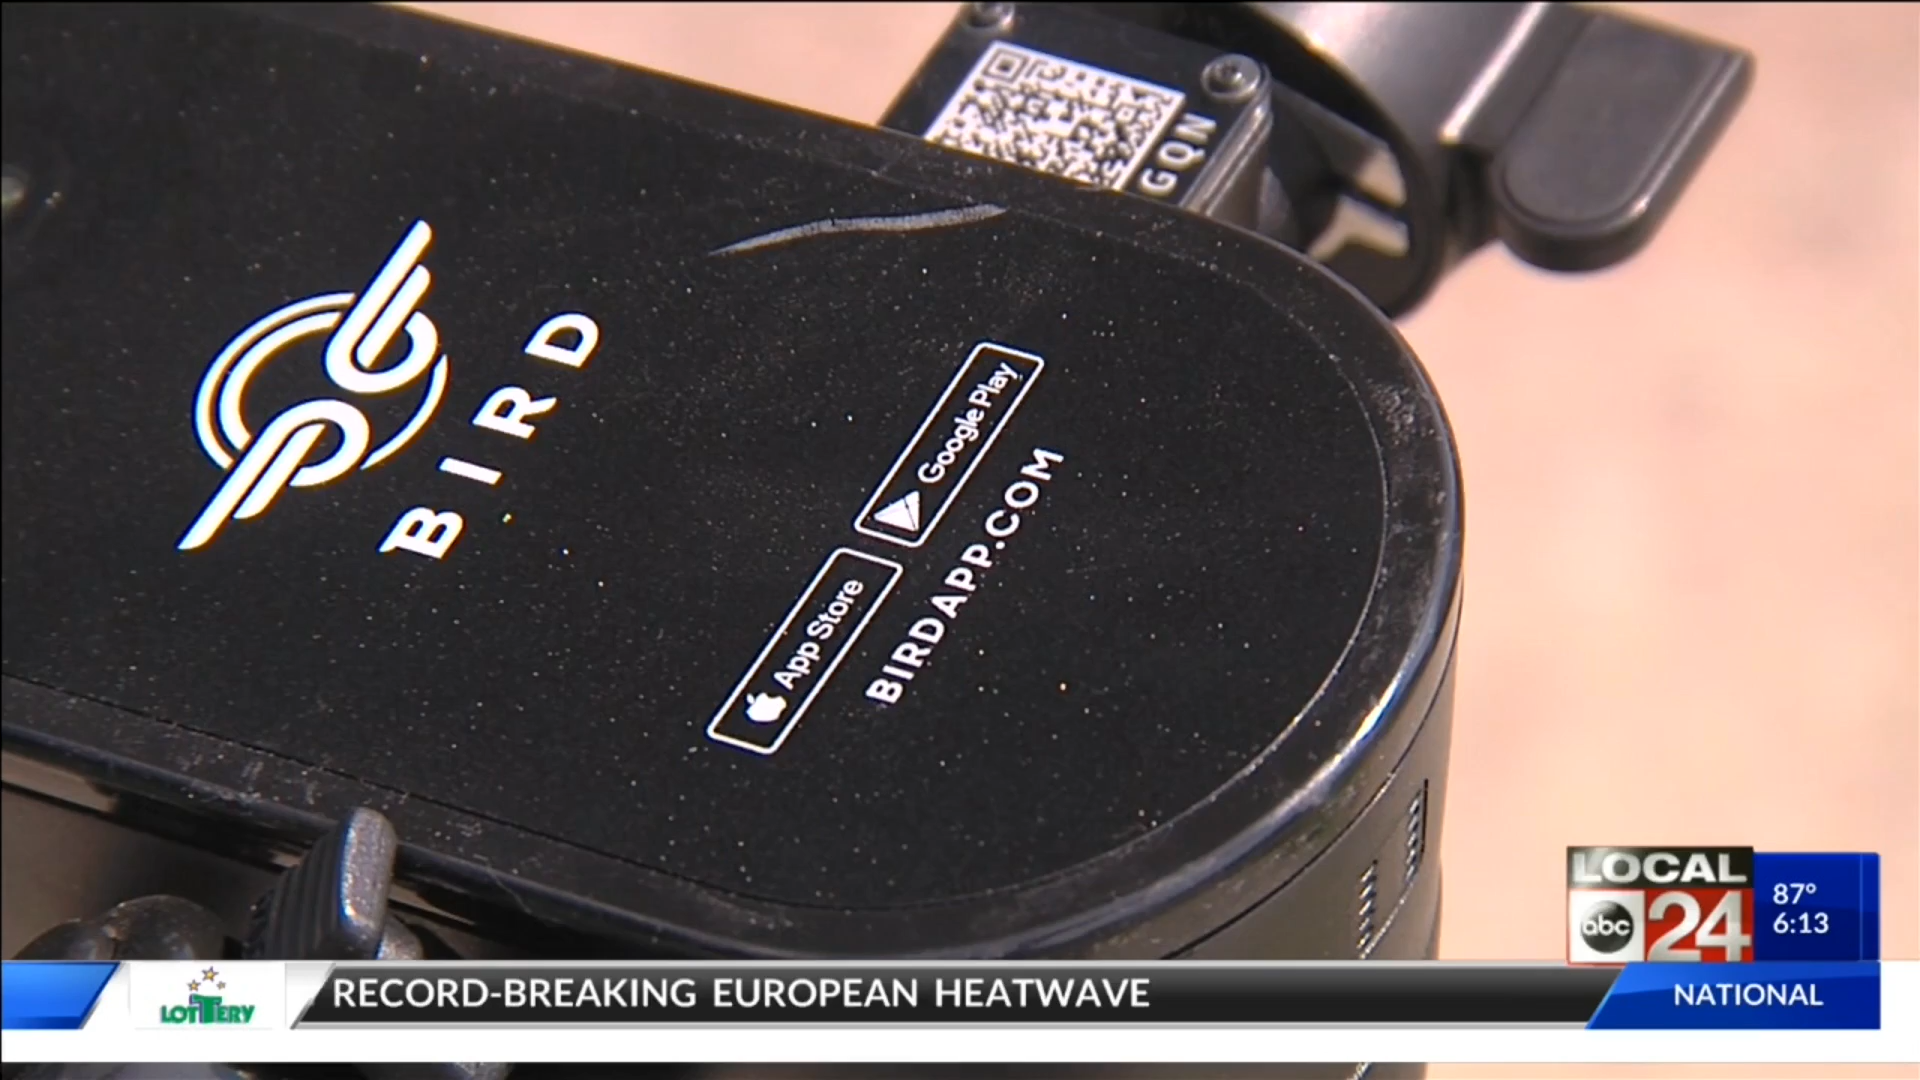 GQN
BIRD
Google Play
App Store
BIRDAPP.COM
LOCAL
abc 24
87°
6:13
LOTTERY
RECORD-BREAKING EUROPEAN HEATWAVE
NATIONAL